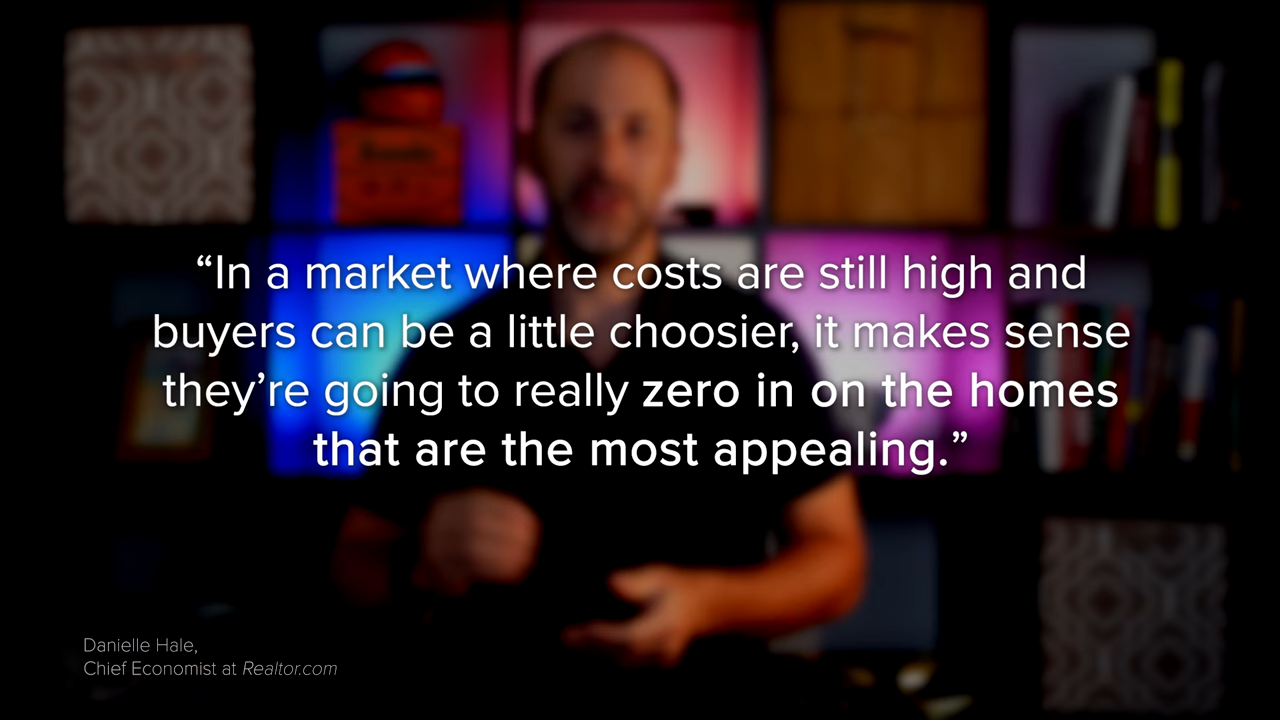 “In a market where costs are still high and
buyers can be a little choosier, it makes sense
they’re going to really zero in on the homes
that are the most appealing.”
Danielle Hale,
Chief Economist at Realtor.com